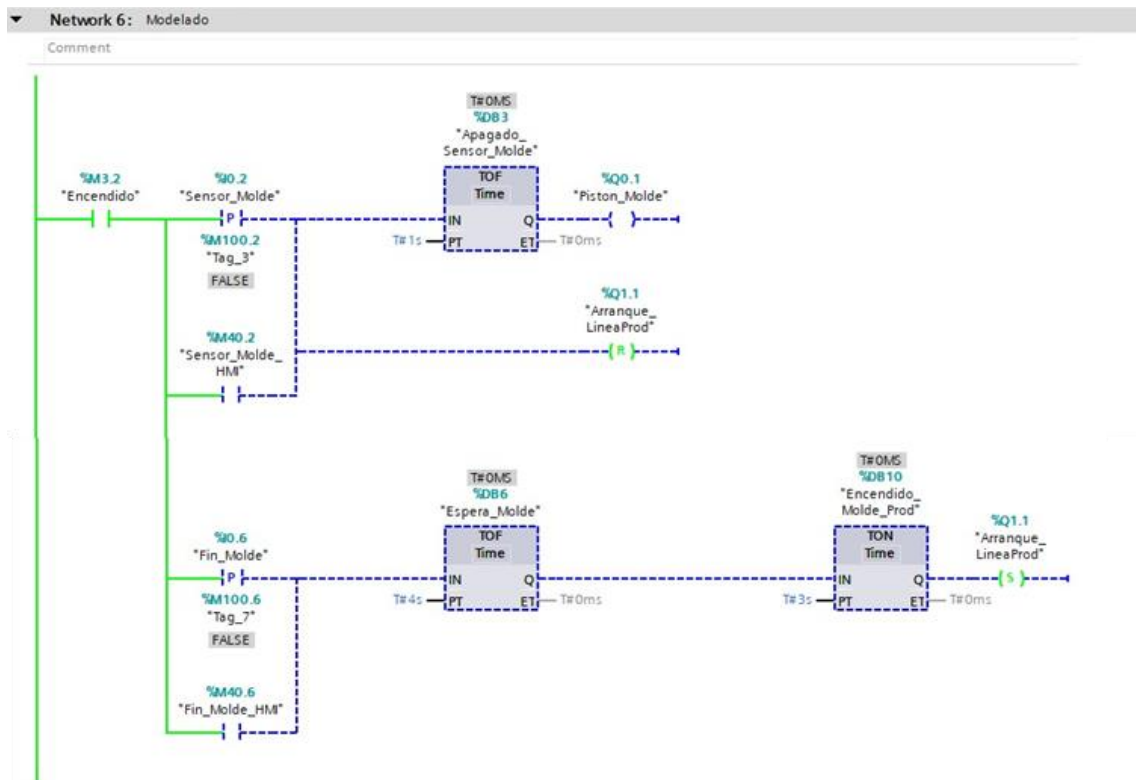 Network 6: Modelado
Comment
T#0MS
%DB3
"Apagado_
Sensor_Molde"
%M3.2
"Encendido"
%I0.2
"Sensor_Molde"
P
%M100.2
"Tag_3"
FALSE
TOF
Time
IN
Q
T#1s
PT
ET
T#0ms
%Q0.1
"Piston_Molde"
%Q1.1
"Arranque_
LineaProd"
R
%M40.2
"Sensor_Molde_
HMI"
T#0MS
%DB6
"Espera_Molde"
%I0.6
"Fin_Molde"
P
%M100.6
"Tag_7"
FALSE
TOF
Time
IN
Q
T#4s
PT
ET
T#0ms
T#0MS
%DB10
"Encendido_
Molde_Prod"
TON
Time
IN
Q
T#3s
PT
ET
T#0ms
%Q1.1
"Arranque_
LineaProd"
S
%M40.6
"Fin_Molde_HMI"